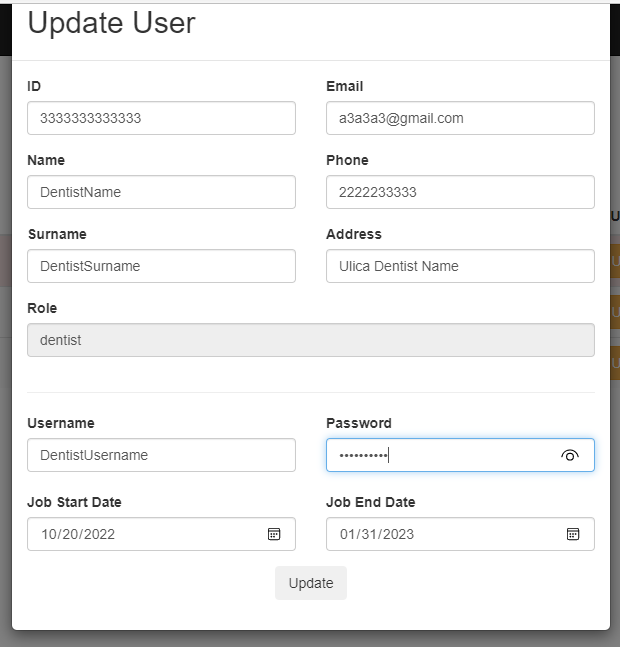 Update User
ID
Email
3333333333333
a3a3a3@gmail.com
Name
Phone
DentistName
2222233333
Surname
Address
DentistSurname
Ulica Dentist Name
Role
dentist
Username
Password
DentistUsername
••••••••••
Job Start Date
Job End Date
10/20/2022
01/31/2023
Update